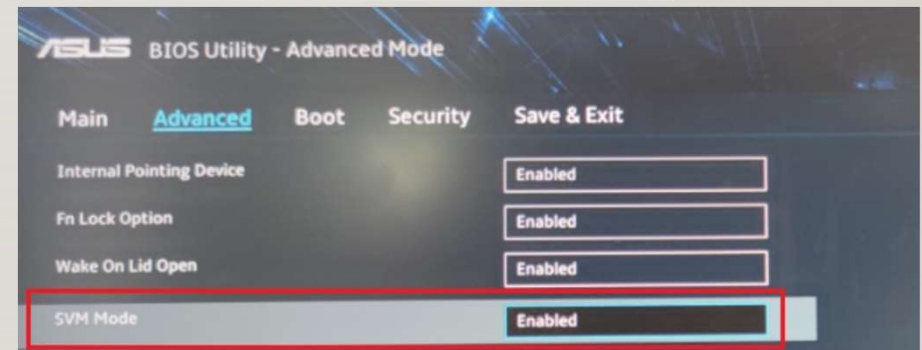 ASUS BIOS Utility - Advanced Mode
Main Advanced Boot Security Save & Exit
Internal Pointing Device Enabled
Fn Lock Option Enabled
Wake On Lid Open Enabled
SVM Mode Enabled